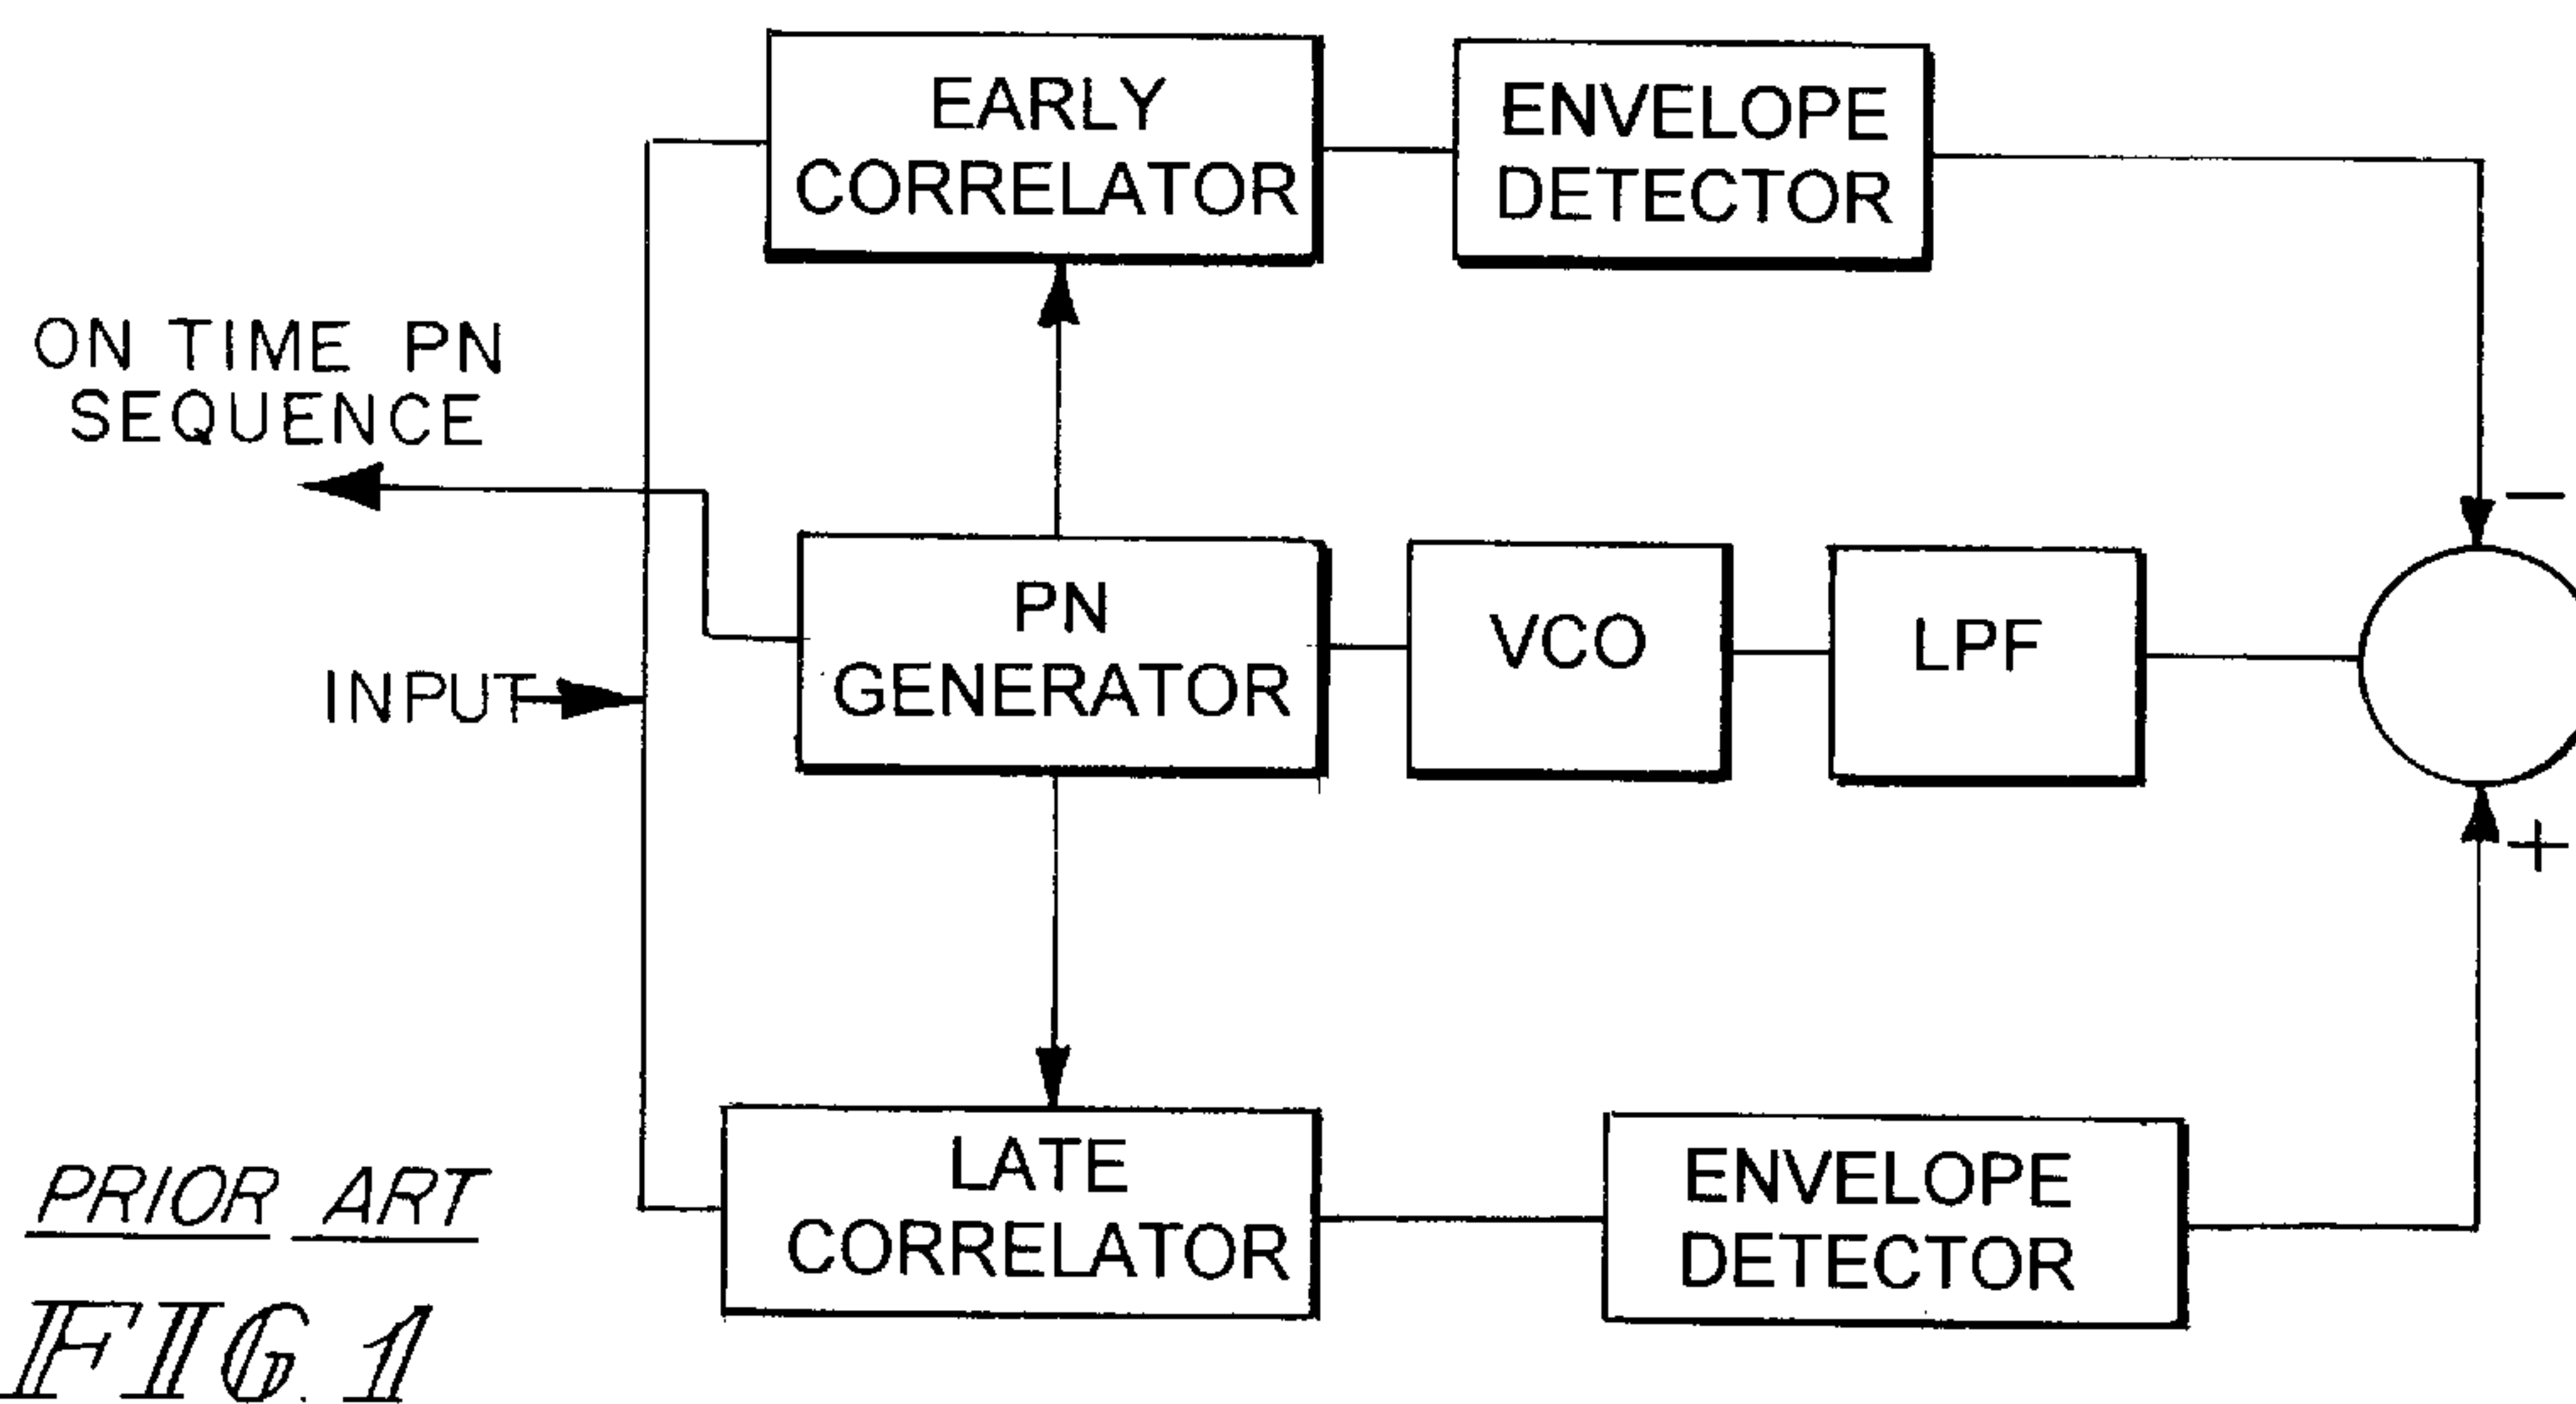 EARLY
CORRELATOR
ENVELOPE
DETECTOR
ON TIME PN
SEQUENCE
−
PN
GENERATOR
VCO
LPF
INPUT
+
LATE
CORRELATOR
ENVELOPE
DETECTOR
PRIOR ART
FIG. 1